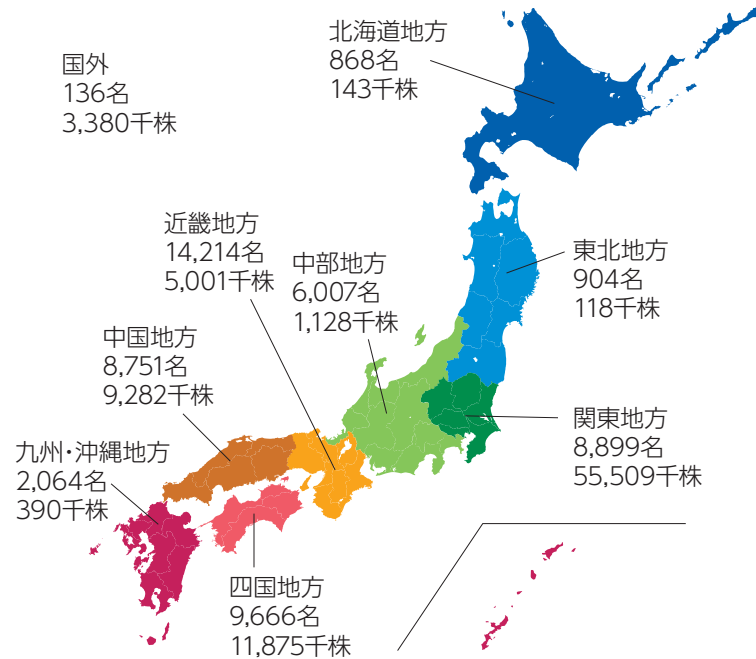 国外
136名
3,380千株
北海道地方
868名
143千株
近畿地方
14,214名
5,001千株
中部地方
6,007名
1,128千株
東北地方
904名
118千株
中国地方
8,751名
9,282千株
関東地方
8,899名
55,509千株
九州・沖縄地方
2,064名
390千株
四国地方
9,666名
11,875千株